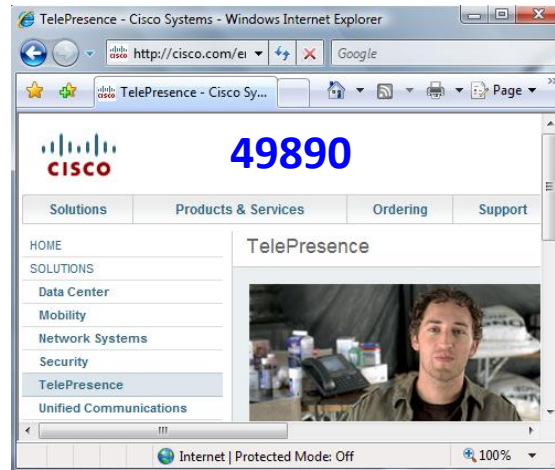 TelePresence - Cisco Systems - Windows Internet Explorer
http://cisco.com/
Google
TelePresence - Cisco Sy...
Page
CISCO 49890
Solutions Products & Services Ordering Support
HOME
TelePresence
SOLUTIONS
Data Center
Mobility
Network Systems
Security
TelePresence
Unified Communications
Internet | Protected Mode: Off 100%